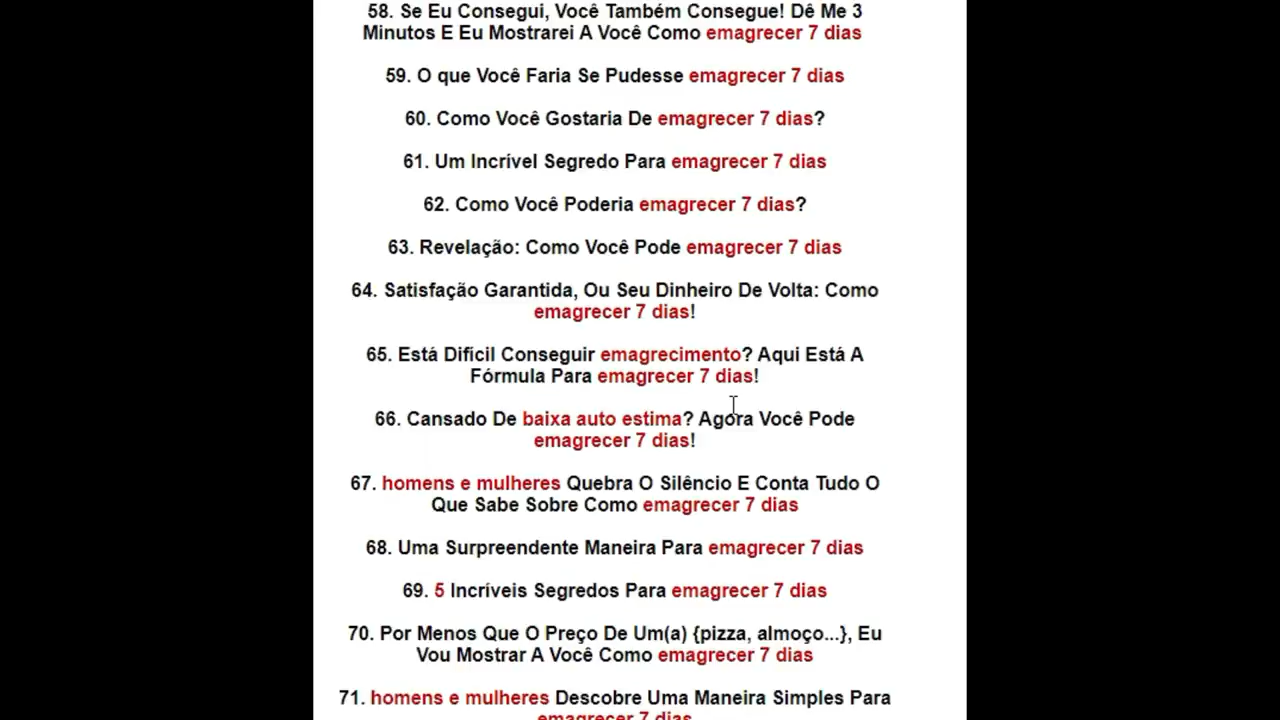 58. Se Eu Consegui, Você Também Consegue! Dê Me 3
Minutos E Eu Mostrarei A Você Como emagrecer 7 dias
59. O que Você Faria Se Pudesse emagrecer 7 dias
60. Como Você Gostaria De emagrecer 7 dias?
61. Um Incrível Segredo Para emagrecer 7 dias
62. Como Você Poderia emagrecer 7 dias?
63. Revelação: Como Você Pode emagrecer 7 dias
64. Satisfação Garantida, Ou Seu Dinheiro De Volta: Como
emagrecer 7 dias!
65. Está Difícil Conseguir emagrecimento? Aqui Está A
Fórmula Para emagrecer 7 dias!
66. Cansado De baixa auto estima? Agora Você Pode
emagrecer 7 dias!
67. homens e mulheres Quebra O Silêncio E Conta Tudo O
Que Sabe Sobre Como emagrecer 7 dias
68. Uma Surpreendente Maneira Para emagrecer 7 dias
69. 5 Incríveis Segredos Para emagrecer 7 dias
70. Por Menos Que O Preço De Um(a) {pizza, almoço...}, Eu
Vou Mostrar A Você Como emagrecer 7 dias
71. homens e mulheres Descobre Uma Maneira Simples Para
emagrecer 7 dias